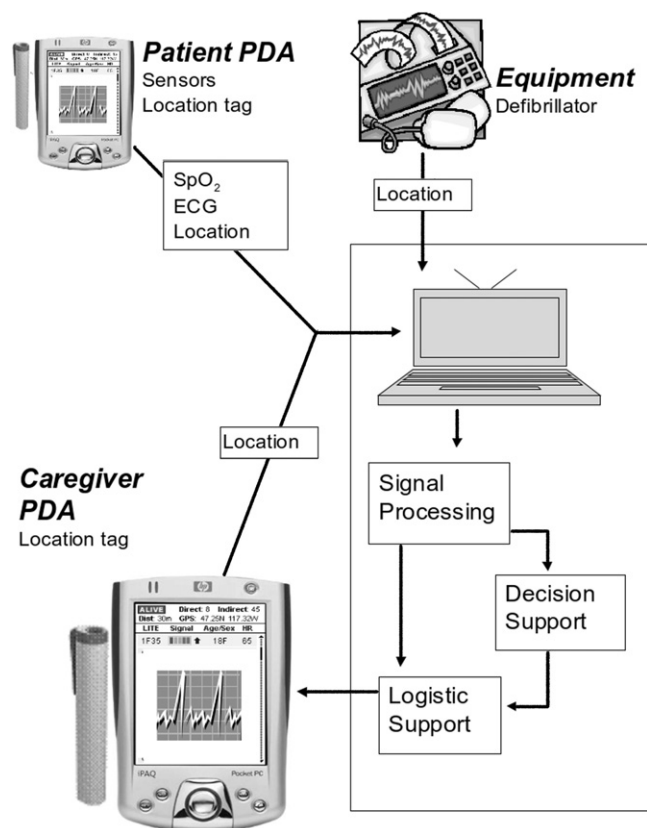 Patient PDA
Sensors
Location tag
Equipment
Defibrillator
SpO₂
ECG
Location
Location
Location
Caregiver
PDA
Location tag
Signal
Processing
Decision
Support
Logistic
Support
hp
ALIVE Direct: 8 Indirect: 45
Dist: 30m GPS: 47.25N 117.32W
LITE Signal Age/Sex HR
1F35 18F 65
iPAQ Pocket PC